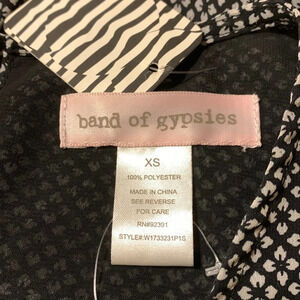 band of gypsies
XS
100% POLYESTER
MADE IN CHINA
SEE REVERSE
FOR CARE
RN#92391
STYLE#:W1733231P1S